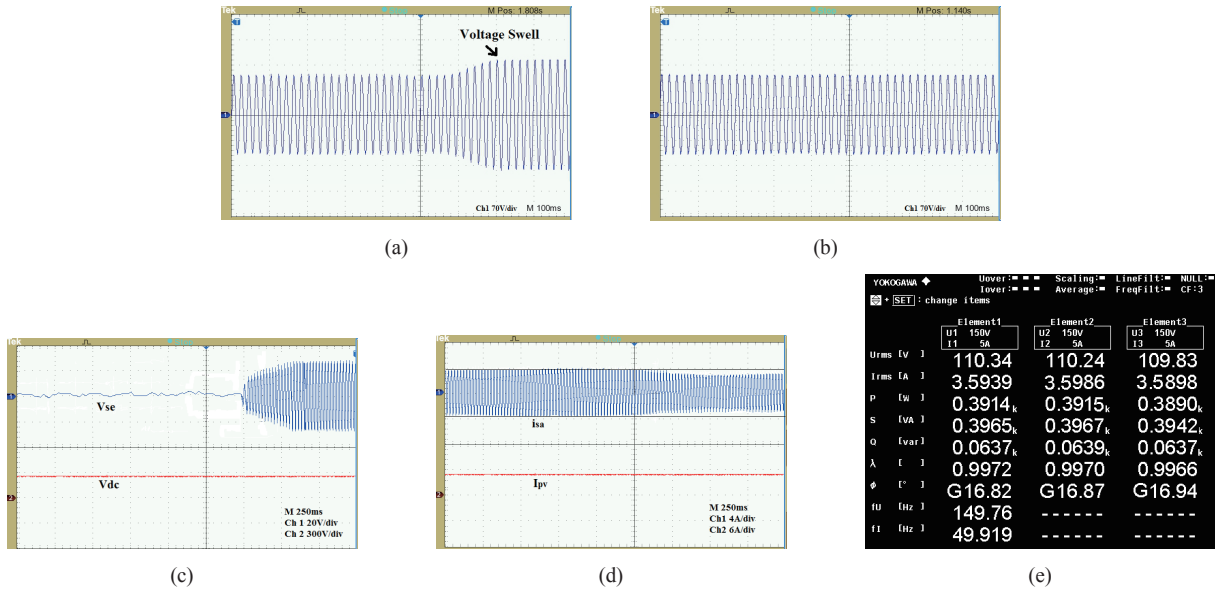 Tek M Pos: 1.808s
T
Voltage Swell
1
Ch1 70V/div M 100ms
(a)
Tek M Pos: 1.140s
T
1
Ch1 70V/div M 100ms
(b)
Tek
1
Vse
Vdc
2
M 250ms
Ch 1 20V/div
Ch 2 300V/div
(c)
Tek
1
isa
Ipv
2
M 250ms
Ch1 4A/div
Ch2 6A/div
(d)
YOKOGAWA Uover: Scaling: LineFilt: NULL:
Iover: Average: FreqFilt: CF:3
+ SET : change items
Element1 Element2 Element3
U1 150V U2 150V U3 150V
I1 5A I2 5A I3 5A
Urms [V ] 110.34 110.24 109.83
Irms [A ] 3.5939 3.5986 3.5898
P [W ] 0.3914k 0.3915k 0.3890k
S [VA ] 0.3965k 0.3967k 0.3942k
Q [var] 0.0637k 0.0639k 0.0637k
λ [ ] 0.9972 0.9970 0.9966
ϕ [° ] G16.82 G16.87 G16.94
fU [Hz ] 149.76 ------ ------
fI [Hz ] 49.919 ------ ------
(e)